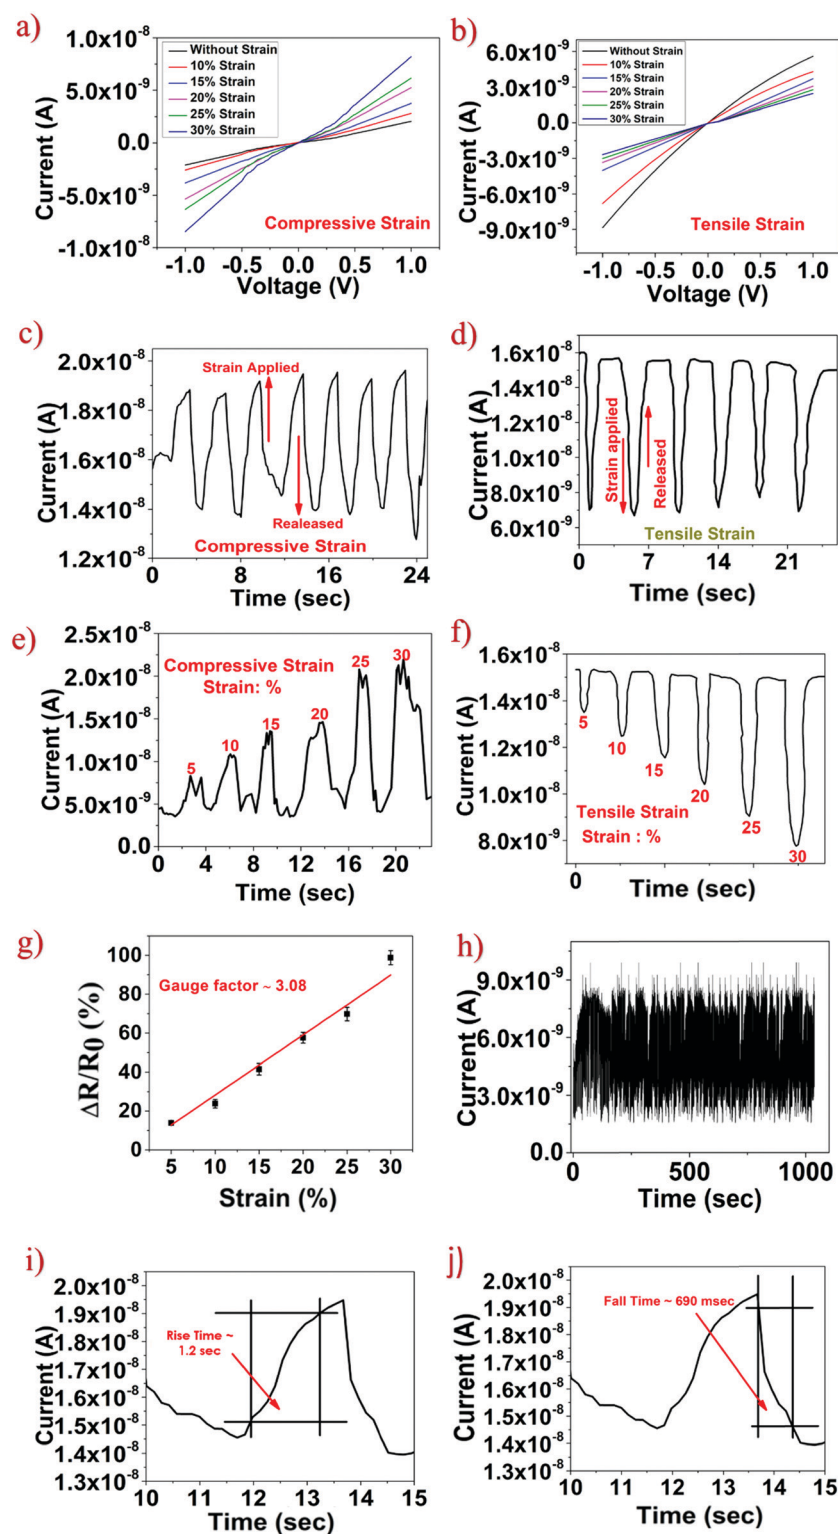 a)
1.0x10-8
5.0x10-9
0.0
-5.0x10-9
-1.0x10-8
Current (A)
Without Strain
10% Strain
15% Strain
20% Strain
25% Strain
30% Strain
Compressive Strain
-1.0 -0.5 0.0 0.5 1.0
Voltage (V)
b)
6.0x10-9
3.0x10-9
0.0
-3.0x10-9
-6.0x10-9
-9.0x10-9
Current (A)
Without Strain
10% Strain
15% Strain
20% Strain
25% Strain
30% Strain
Tensile Strain
-1.0 -0.5 0.0 0.5 1.0
Voltage (V)
c)
2.0x10-8
1.8x10-8
1.6x10-8
1.4x10-8
1.2x10-8
Current (A)
Strain Applied
Realeased
Compressive Strain
0 8 16 24
Time (sec)
d)
1.6x10-8
1.4x10-8
1.2x10-8
1.0x10-8
8.0x10-9
6.0x10-9
Current (A)
Strain applied
Released
Tensile Strain
0 7 14 21
Time (sec)
e)
2.5x10-8
2.0x10-8
1.5x10-8
1.0x10-8
5.0x10-9
0.0
Current (A)
Compressive Strain
Strain: %
5 10 15 20 25 30
0 4 8 12 16 20
Time (sec)
f)
1.6x10-8
1.4x10-8
1.2x10-8
1.0x10-8
8.0x10-9
Current (A)
5 10 15 20 25 30
Tensile Strain
Strain : %
0
Time (sec)
g)
100
80
60
40
20
0
ΔR/R0 (%)
Gauge factor ~ 3.08
5 10 15 20 25 30
Strain (%)
h)
9.0x10-9
6.0x10-9
3.0x10-9
0.0
Current (A)
0 500 1000
Time (sec)
i)
2.0x10-8
1.9x10-8
1.8x10-8
1.6x10-8
1.5x10-8
1.4x10-8
1.3x10-8
Current (A)
Rise Time ~
1.2 sec
10 11 12 13 14 15
Time (sec)
j)
2.0x10-8
1.9x10-8
1.8x10-8
1.6x10-8
1.5x10-8
1.4x10-8
1.3x10-8
Current (A)
Fall Time ~ 690 msec
10 11 12 13 14 15
Time (sec)